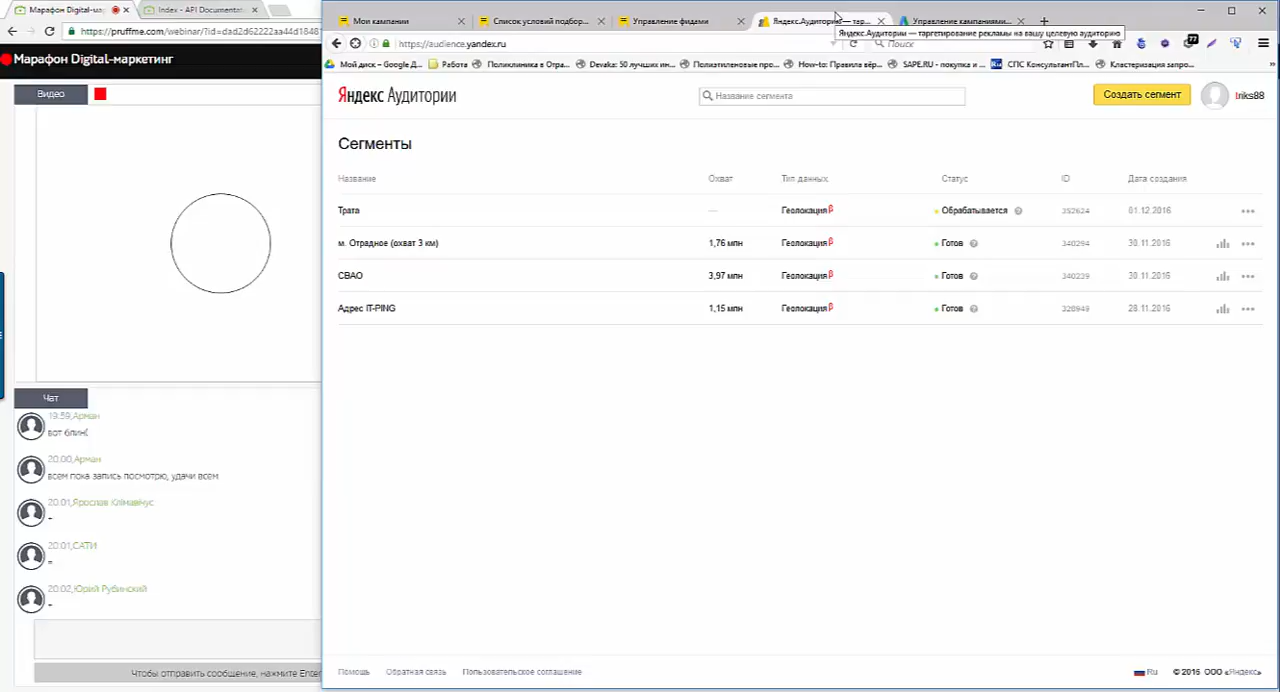 Марафон Digital-ма
Index - API Documentat
https://pruffme.com/webinar/?id=dad2d62222aa44d18481
Марафон Digital-маркетинг
Видео
Чат
19:59,Арман
вот блин(
20:00,Арман
всем пока запись посмотрю, удачи всем
20:01,Ярослав Клімавічус
20:01,САТИ
20:02,Юрий Рубинский
Чтобы отправить сообщение, нажмите Enter
Мои кампании
Список условий подбор...
Управление фидами
Яндекс.Аудитории — тар...
Управление кампаниями...
Яндекс.Аудитории — таргетирование рекламы на вашу целевую аудиторию
https://audience.yandex.ru
Поиск
77
Мой диск – Google Д...
Работа
Поликлиника в Отра...
Devaka: 50 лучших ин...
Полиэтиленовые про...
How-to: Правила вёр...
SAPE.RU - покупка и ...
СПС КонсультантПл...
Кластеризация запро...
Яндекс Аудитории
Название сегмента
Создать сегмент
Iriks88
Сегменты
Название Охват Тип данных Статус ID Дата создания
Трата — Геолокация β Обрабатывается 352624 01.12.2016
м. Отрадное (охват 3 км) 1,76 млн Геолокация β Готов 340294 30.11.2016
СВАО 3,97 млн Геолокация β Готов 340239 30.11.2016
Адрес IT-PING 1,15 млн Геолокация β Готов 328949 28.11.2016
Помощь Обратная связь Пользовательское соглашение
Ru © 2016 ООО «Яндекс»